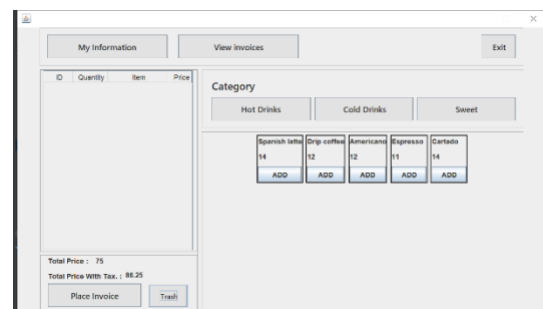 My Information View invoices Exit
ID Quantity Item Price
Category
Hot Drinks Cold Drinks Sweet
Spanish latte Drip coffee Americano Espresso Cartado
14 12 12 11 14
ADD ADD ADD ADD ADD
Total Price : 75
Total Price With Tax. : 86.25
Place Invoice Trash